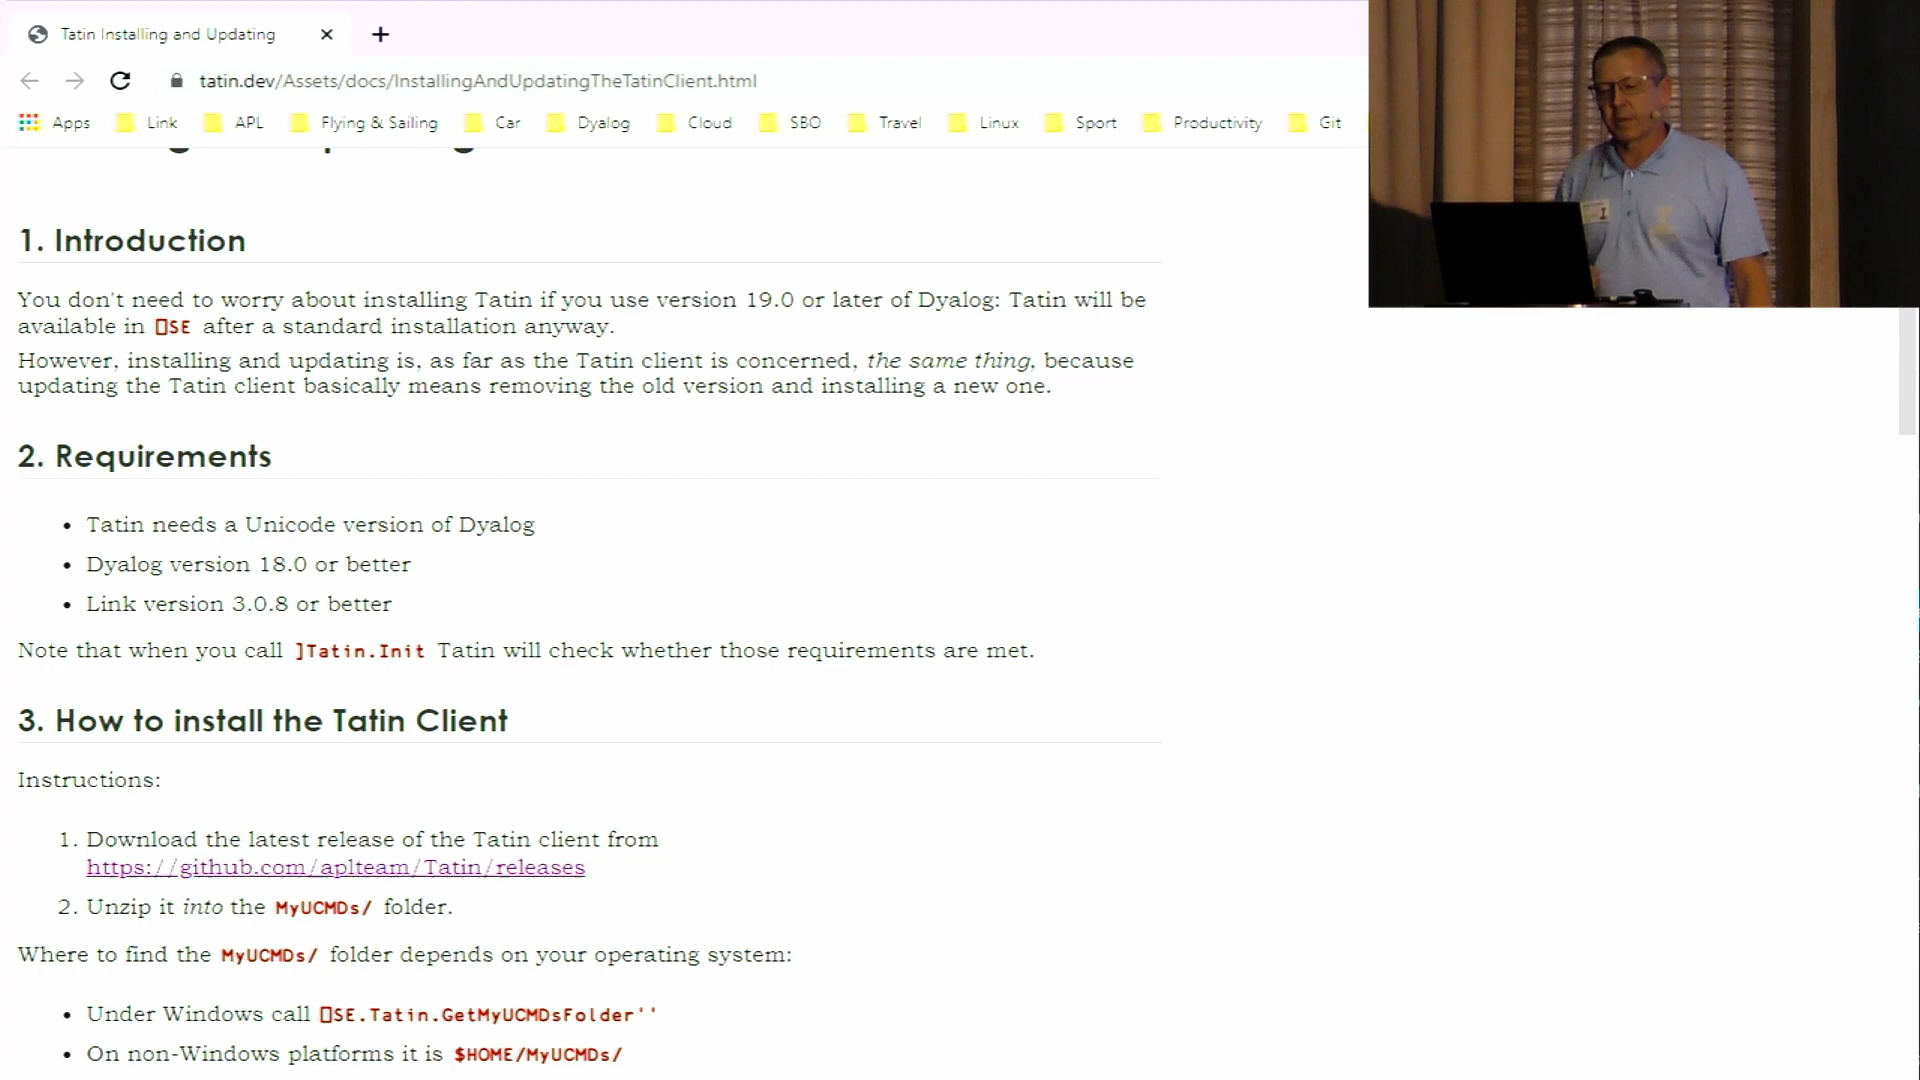 Tatin Installing and Updating
tatin.dev/Assets/docs/InstallingAndUpdatingTheTatinClient.html
Apps Link APL Flying & Sailing Car Dyalog Cloud SBO Travel Linux Sport Productivity Git
1. Introduction
You don't need to worry about installing Tatin if you use version 19.0 or later of Dyalog: Tatin will be
available in ⎕SE after a standard installation anyway.
However, installing and updating is, as far as the Tatin client is concerned, the same thing, because
updating the Tatin client basically means removing the old version and installing a new one.
2. Requirements
• Tatin needs a Unicode version of Dyalog
• Dyalog version 18.0 or better
• Link version 3.0.8 or better
Note that when you call ]Tatin.Init Tatin will check whether those requirements are met.
3. How to install the Tatin Client
Instructions:
1. Download the latest release of the Tatin client from
https://github.com/aplteam/Tatin/releases
2. Unzip it into the MyUCMDs/ folder.
Where to find the MyUCMDs/ folder depends on your operating system:
• Under Windows call ⎕SE.Tatin.GetMyUCMDsFolder''
• On non-Windows platforms it is $HOME/MyUCMDs/